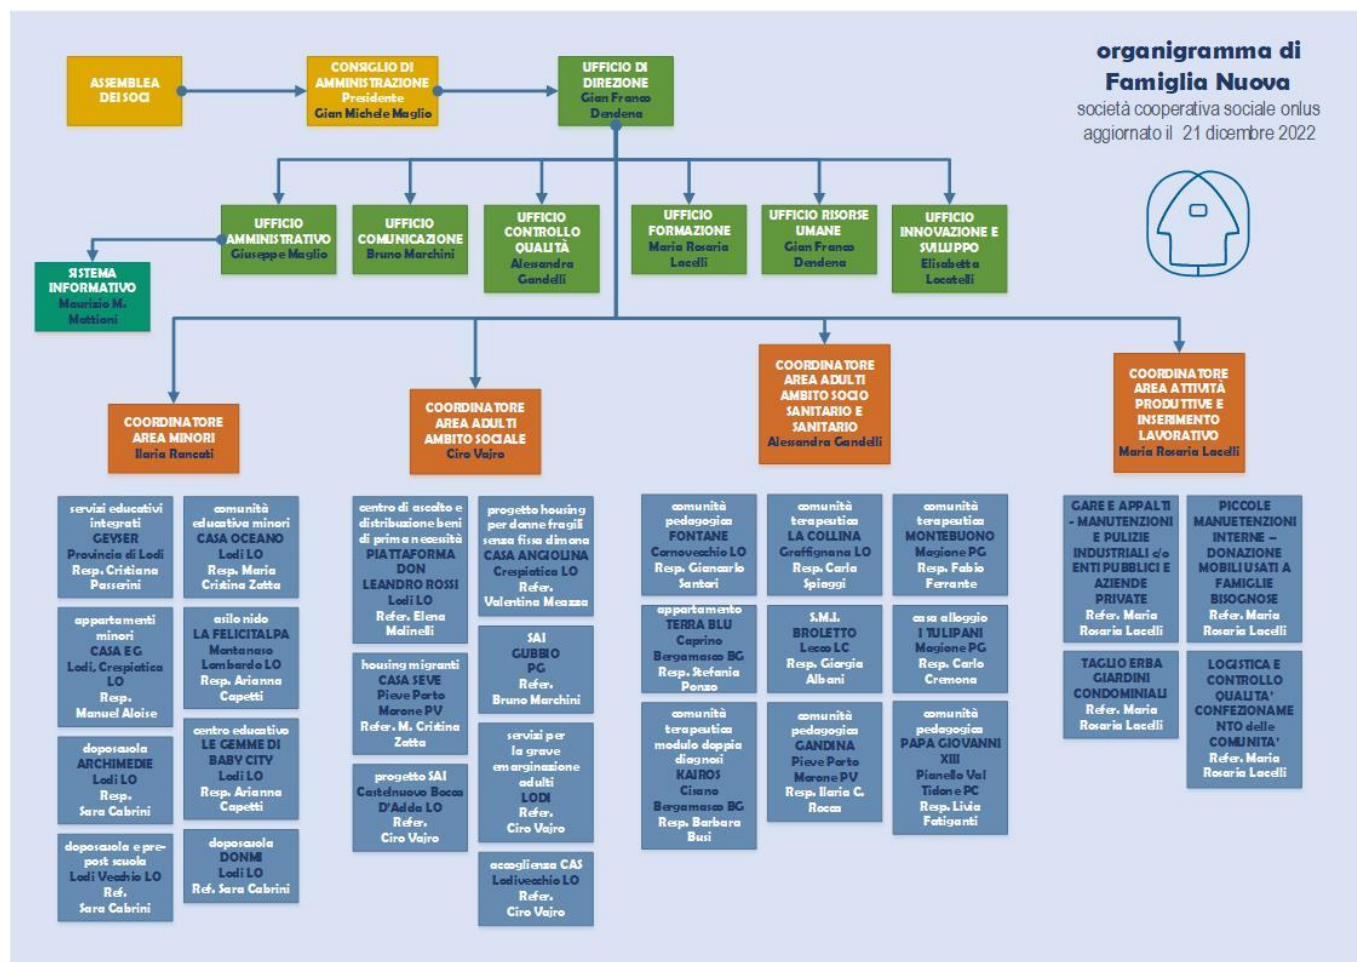 organigramma di
Famiglia Nuova
società cooperativa sociale onlus
aggiornato il 21 dicembre 2022
ASSEMBLEA
DEI SOCI
CONSIGLIO DI
AMMINISTRAZIONE
Presidente
Gian Michele Maglio
UFFICIO DI
DIREZIONE
Gian Franco
Dendena
UFFICIO
AMMINISTRATIVO
Giuseppe Maglio
UFFICIO
COMUNICAZIONE
Bruno Marchini
UFFICIO
CONTROLLO
QUALITÀ
Alessandra
Gandelli
UFFICIO
FORMAZIONE
Maria Rosaria
Lacelli
UFFICIO RISORSE
UMANE
Gian Franco
Dendena
UFFICIO
INNOVAZIONE E
SVILUPPO
Elisabetta
Locatelli
SISTEMA
INFORMATIVO
Maurizio M.
Mattioni
COORDINATORE
AREA MINORI
Ilaria Rancati
COORDINATORE
AREA ADULTI
AMBITO SOCIALE
Ciro Vajro
COORDINATORE
AREA ADULTI
AMBITO SOCIO
SANITARIO E
SANITARIO
Alessandra Gandelli
COORDINATORE
AREA ATTIVITÀ
PRODUTTIVE E
INSERIMENTO
LAVORATIVO
Maria Rosaria Lacelli
servizi educativi
integrati
GEYSER
Provincia di Lodi
Resp. Cristiana
Passerini
comunità
educativa minori
CASA OCEANO
Lodi LO
Resp. Maria
Cristina Zatta
appartamenti
minori
CASA EG
Lodi, Crespiatica
LO
Resp.
Manuel Aloise
asilo nido
LA FELICITALPA
Montanaso
Lombardo LO
Resp. Arianna
Capetti
doposcuola
ARCHIMEDIE
Lodi LO
Resp.
Sara Cabrini
centro educativo
LE GEMME DI
BABY CITY
Lodi LO
Resp. Arianna
Capetti
doposcuola e pre-
post scuola
Lodi Vecchio LO
Ref.
Sara Cabrini
doposcuola
DONMI
Lodi LO
Ref. Sara Cabrini
centro di ascolto e
distribuzione beni
di prima necessità
PIATTAFORMA
DON
LEANDRO ROSSI
Lodi LO
Refer. Elena
Molinelli
progetto housing
per donne fragili
senza fissa dimona
CASA ANGIOLINA
Crespiatica LO
Refer.
Valentina Meazza
housing migranti
CASA SEVE
Pieve Porto
Morone PV
Refer. M. Cristina
Zatta
SAI
GUBBIO
PG
Refer.
Bruno Marchini
progetto SAI
Castelnuovo Bocca
D'Adda LO
Refer.
Ciro Vajro
servizi per
la grave
emarginazione
adulti
LODI
Refer.
Ciro Vajro
accoglienza CAS
Lodivecchio LO
Refer.
Ciro Vajro
comunità
pedagogica
FONTANE
Cornovecchio LO
Resp. Giancarlo
Santori
comunità
terapeutica
LA COLLINA
Graffignana LO
Resp. Carla
Spiaggi
comunità
terapeutica
MONTEBUONO
Magione PG
Resp. Fabio
Ferrante
appartamento
TERRA BLU
Caprino
Bergamasco BG
Resp. Stefania
Ponzo
S.M.I.
BROLETTO
Lecco LC
Resp. Giorgia
Albani
casa alloggio
I TULIPANI
Magione PG
Resp. Carlo
Cremona
comunità
terapeutica
modulo doppia
diagnosi
KAIROS
Cisano
Bergamasco BG
Resp. Barbara
Busi
comunità
pedagogica
GANDINA
Pieve Porto
Morone PV
Resp. Ilaria C.
Rocca
comunità
pedagogica
PAPA GIOVANNI
XIII
Pianello Val
Tidone PC
Resp. Livia
Fatiganti
GARE E APPALTI
- MANUTENZIONI
E PULIZIE
INDUSTRIALI c/o
ENTI PUBBLICI E
AZIENDE
PRIVATE
Refer. Maria
Rosaria Lacelli
PICCOLE
MANUETENZIONI
INTERNE –
DONAZIONE
MOBILI USATI A
FAMIGLIE
BISOGNOSE
Refer. Maria
Rosaria Lacelli
TAGLIO ERBA
GIARDINI
CONDOMINIALI
Refer. Maria
Rosaria Lacelli
LOGISTICA E
CONTROLLO
QUALITA'
CONFEZIONAME
NTO delle
COMUNITA'
Refer. Maria
Rosaria Lacelli